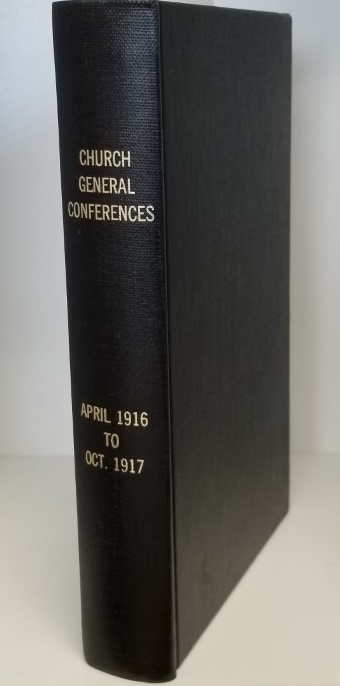 CHURCH
GENERAL
CONFERENCES
APRIL 1916
TO
OCT. 1917